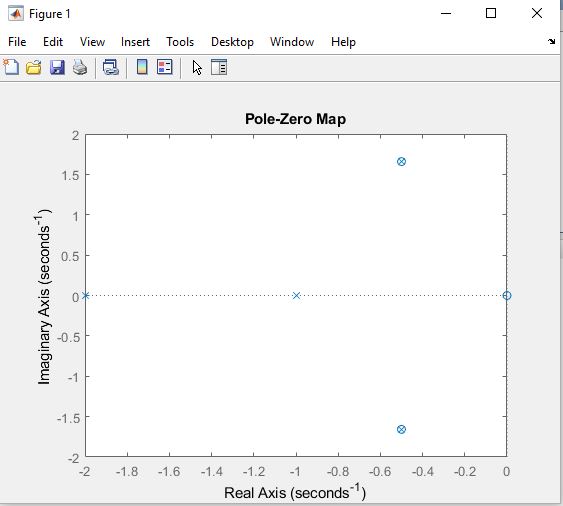 Figure 1
File Edit View Insert Tools Desktop Window Help
Pole-Zero Map
2
1.5
1
0.5
0
-0.5
-1
-1.5
-2
Imaginary Axis (seconds-1)
-2 -1.8 -1.6 -1.4 -1.2 -1 -0.8 -0.6 -0.4 -0.2 0
Real Axis (seconds-1)